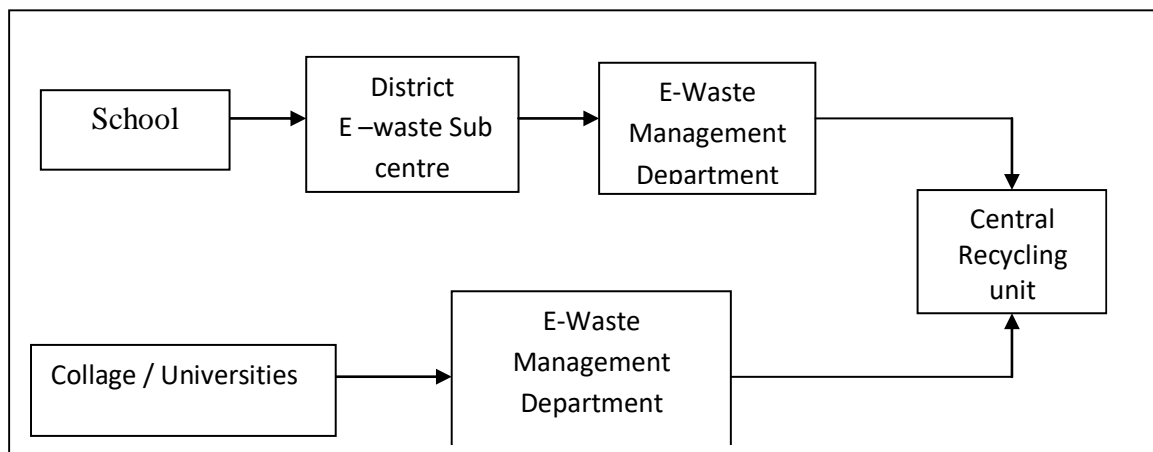 School
District
E –waste Sub
centre
E-Waste
Management
Department
Central
Recycling
unit
Collage / Universities
E-Waste
Management
Department